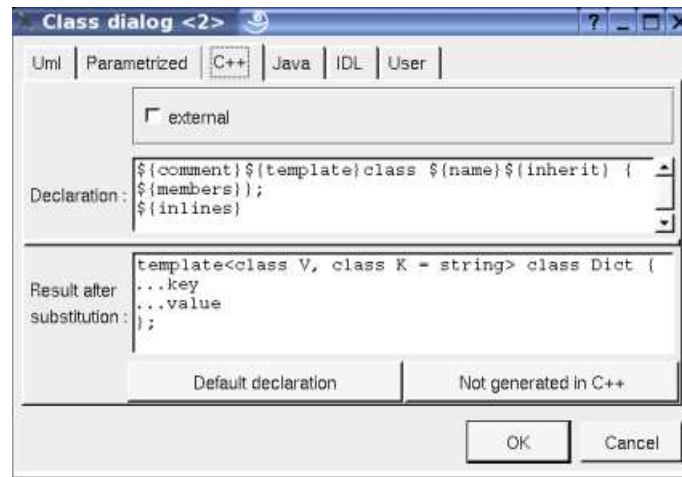 Class dialog <2>
Uml Parametrized C++ Java IDL User
external
Declaration :
${comment}${template}class ${name}${inherit} {
${members}};
${inlines}
Result after
substitution :
template<class V, class K = string> class Dict {
...key
...value
};
Default declaration Not generated in C++
OK Cancel